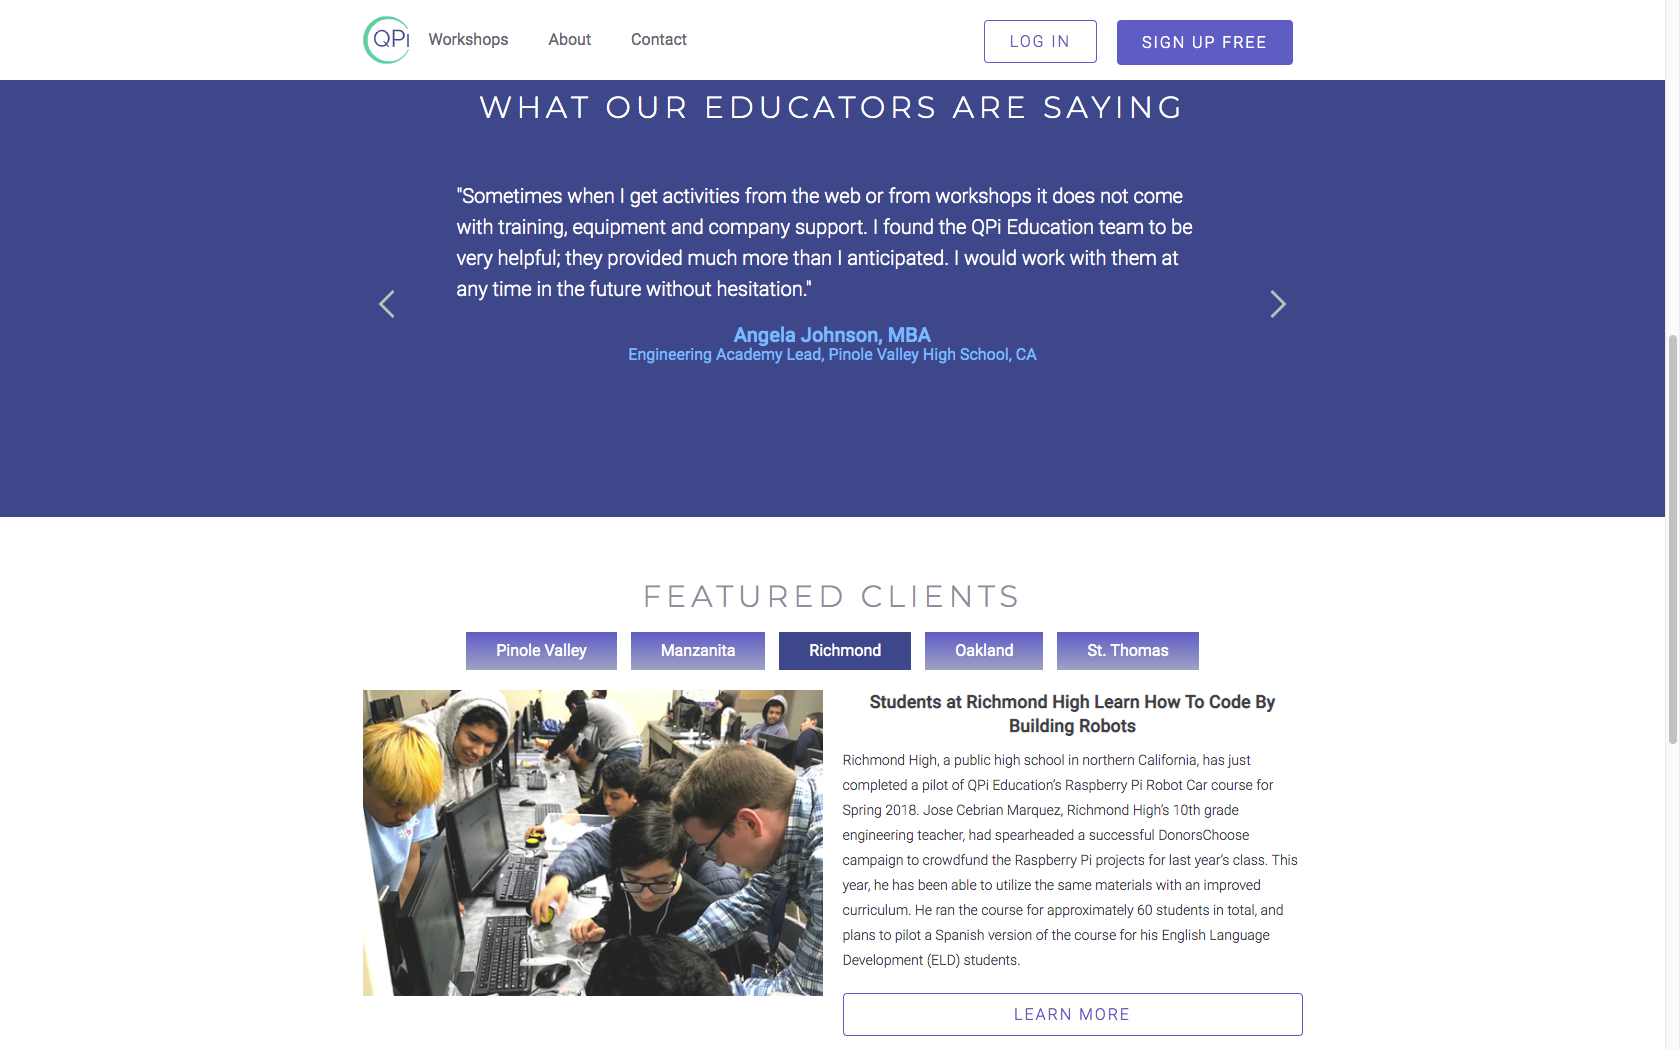 QPi
Workshops
About
Contact
LOG IN
SIGN UP FREE
WHAT OUR EDUCATORS ARE SAYING
"Sometimes when I get activities from the web or from workshops it does not come
with training, equipment and company support. I found the QPi Education team to be
very helpful; they provided much more than I anticipated. I would work with them at
any time in the future without hesitation."
Angela Johnson, MBA
Engineering Academy Lead, Pinole Valley High School, CA
FEATURED CLIENTS
Pinole Valley
Manzanita
Richmond
Oakland
St. Thomas
Students at Richmond High Learn How To Code By
Building Robots
Richmond High, a public high school in northern California, has just
completed a pilot of QPi Education’s Raspberry Pi Robot Car course for
Spring 2018. Jose Cebrian Marquez, Richmond High’s 10th grade
engineering teacher, had spearheaded a successful DonorsChoose
campaign to crowdfund the Raspberry Pi projects for last year’s class. This
year, he has been able to utilize the same materials with an improved
curriculum. He ran the course for approximately 60 students in total, and
plans to pilot a Spanish version of the course for his English Language
Development (ELD) students.
LEARN MORE